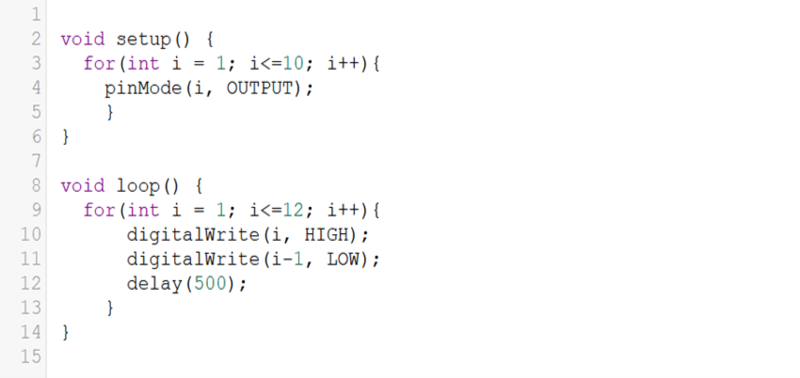 1
2 void setup() {
3 for(int i = 1; i<=10; i++){
4 pinMode(i, OUTPUT);
5 }
6 }
7
8 void loop() {
9 for(int i = 1; i<=12; i++){
10 digitalWrite(i, HIGH);
11 digitalWrite(i-1, LOW);
12 delay(500);
13 }
14 }
15